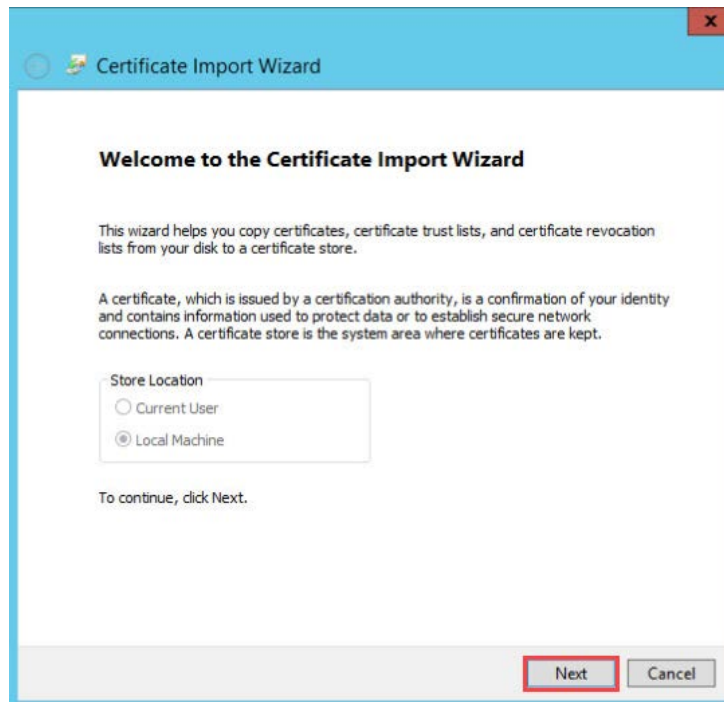 x
Certificate Import Wizard
Welcome to the Certificate Import Wizard
This wizard helps you copy certificates, certificate trust lists, and certificate revocation
lists from your disk to a certificate store.
A certificate, which is issued by a certification authority, is a confirmation of your identity
and contains information used to protect data or to establish secure network
connections. A certificate store is the system area where certificates are kept.
Store Location
Current User
Local Machine
To continue, click Next.
Next Cancel